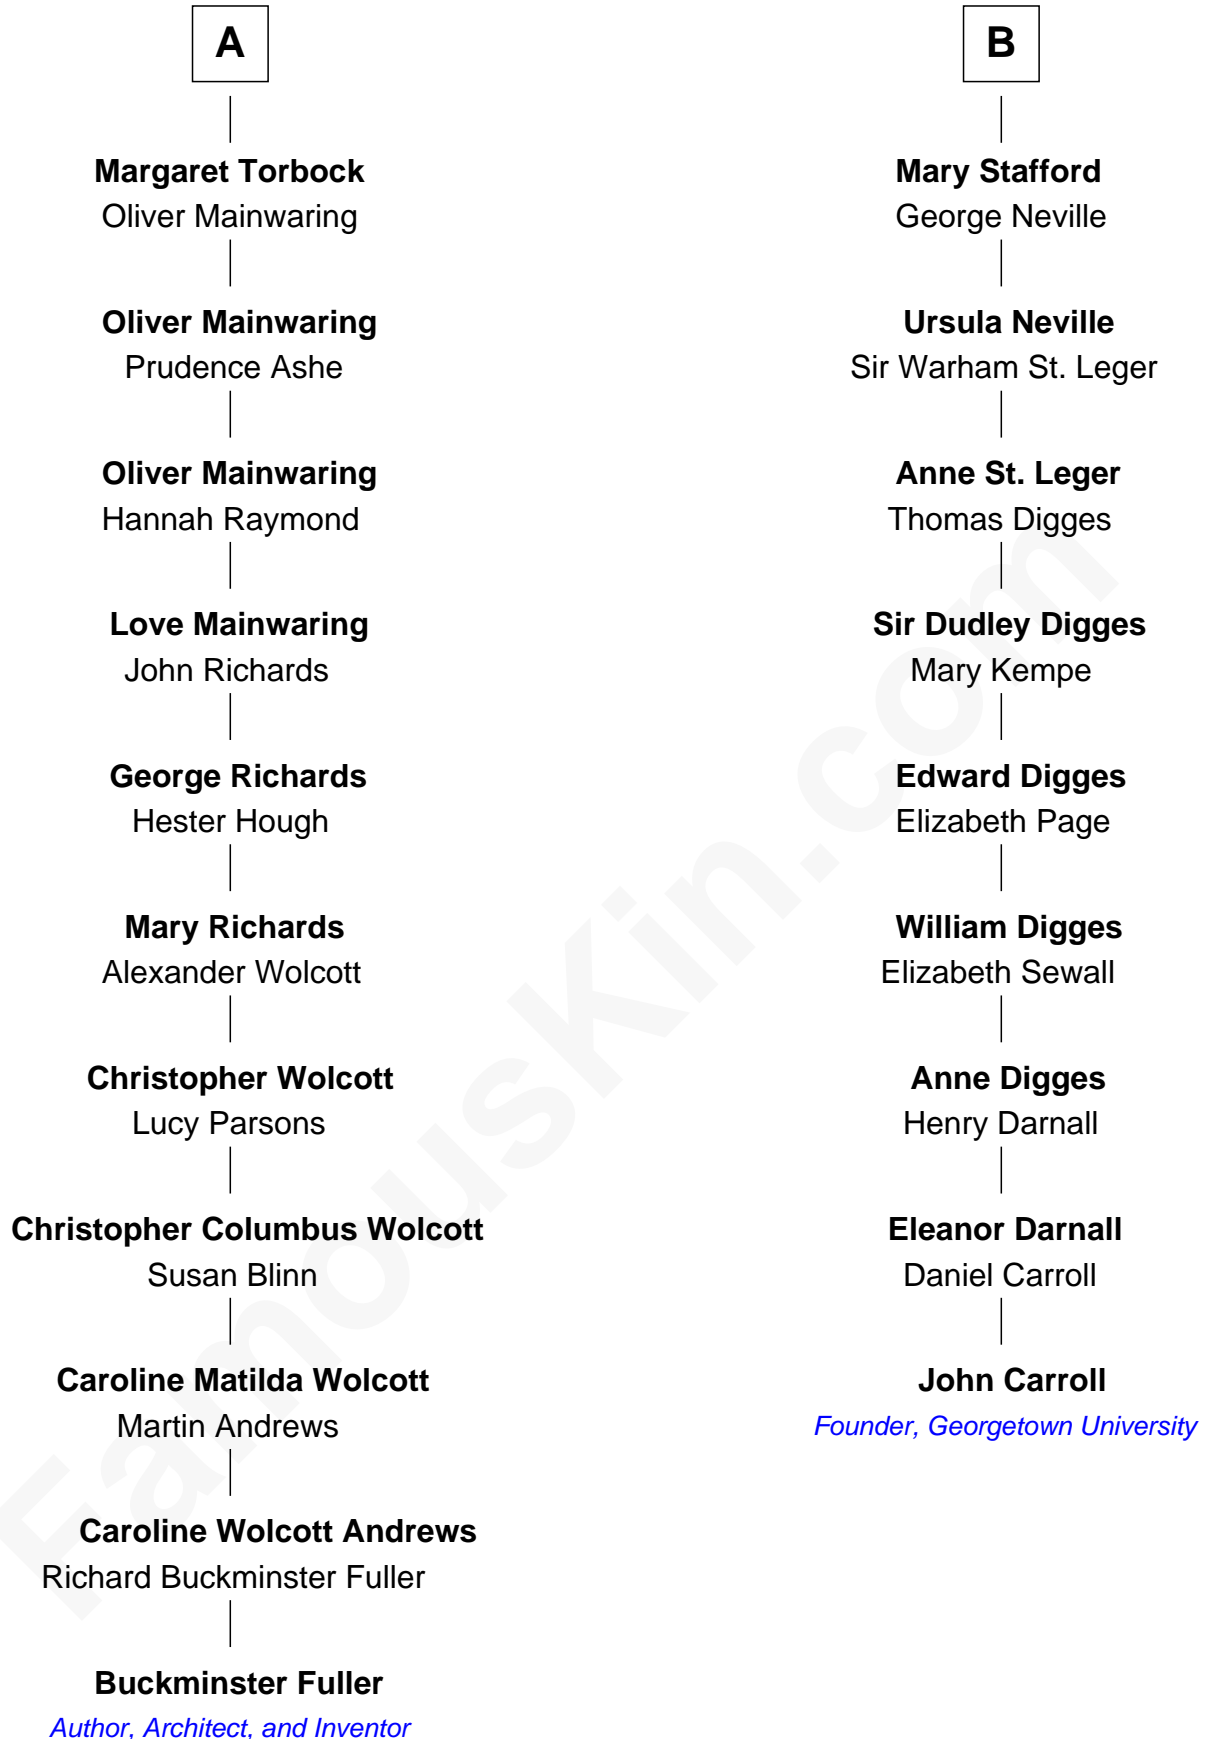 A
Margaret Torbock
Oliver Mainwaring
Oliver Mainwaring
Prudence Ashe
Oliver Mainwaring
Hannah Raymond
Love Mainwaring
John Richards
George Richards
Hester Hough
Mary Richards
Alexander Wolcott
Christopher Wolcott
Lucy Parsons
Christopher Columbus Wolcott
Susan Blinn
Caroline Matilda Wolcott
Martin Andrews
Caroline Wolcott Andrews
Richard Buckminster Fuller
Buckminster Fuller
Author, Architect, and Inventor
B
Mary Stafford
George Neville
Ursula Neville
Sir Warham St. Leger
Anne St. Leger
Thomas Digges
Sir Dudley Digges
Mary Kempe
Edward Digges
Elizabeth Page
William Digges
Elizabeth Sewall
Anne Digges
Henry Darnall
Eleanor Darnall
Daniel Carroll
John Carroll
Founder, Georgetown University
FamousKin.com